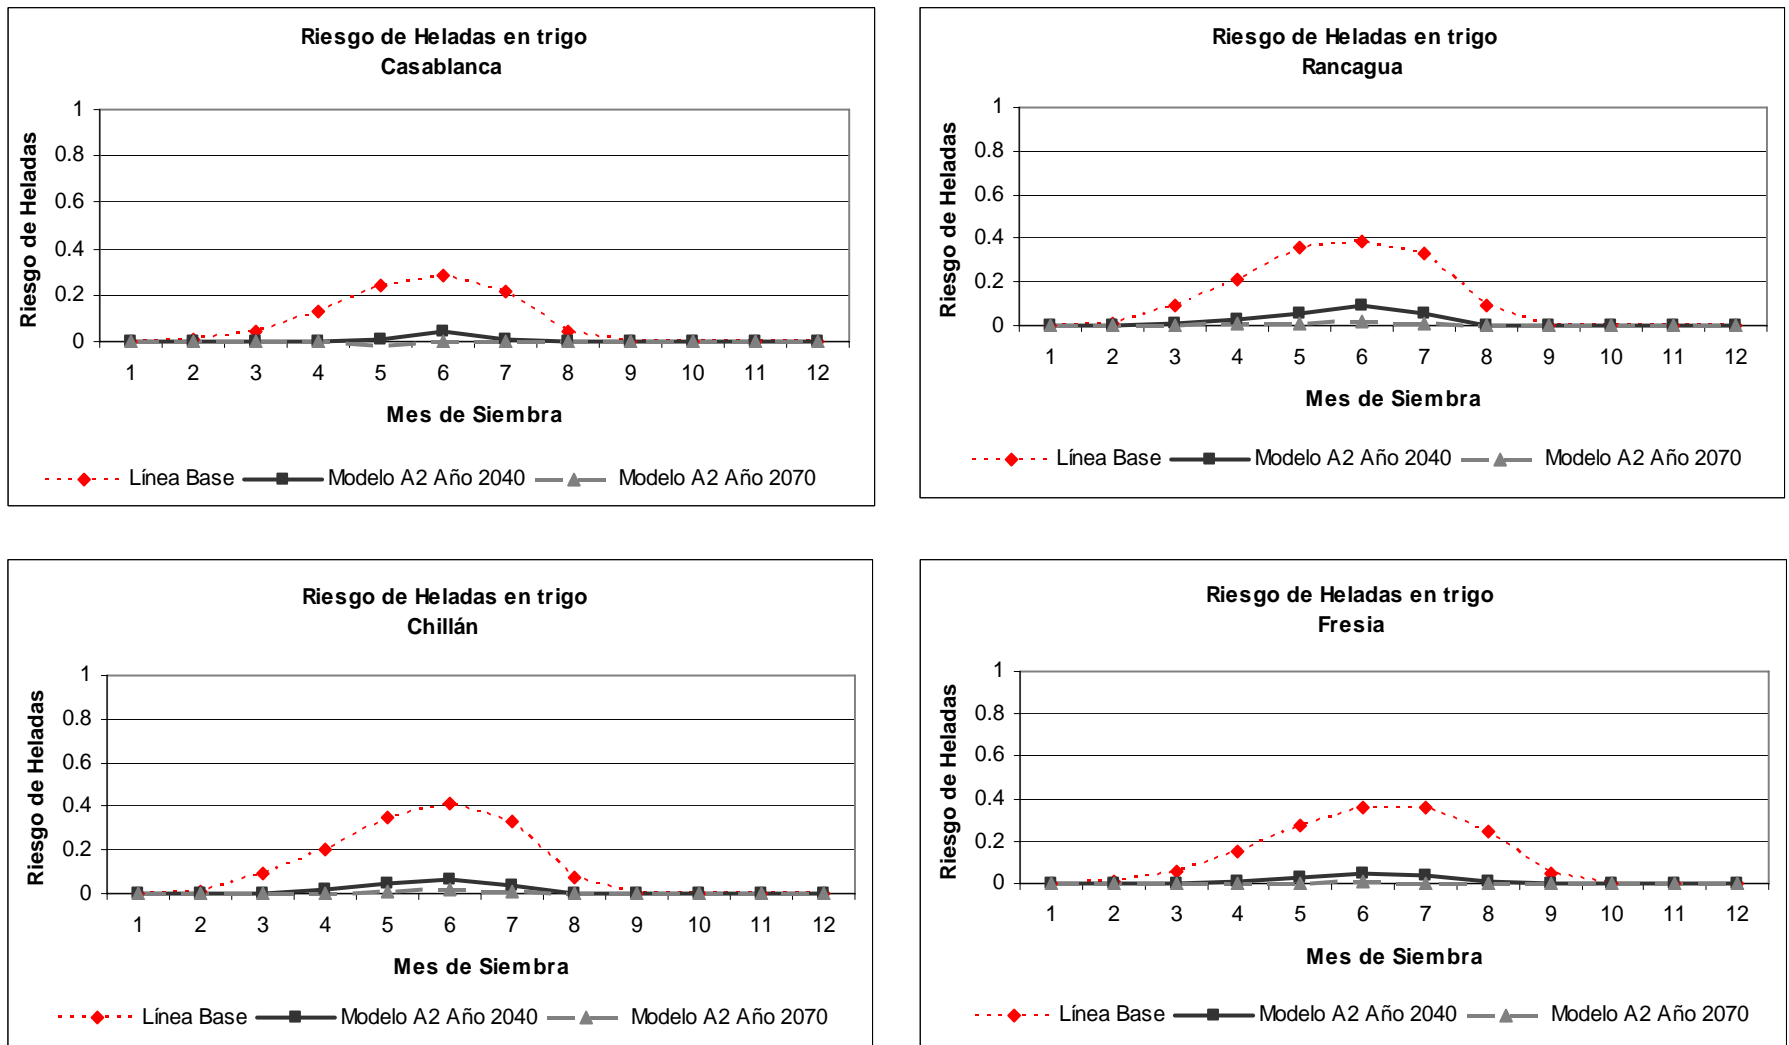 Riesgo de Heladas en trigo
Casablanca
Riesgo de Heladas
1
0.8
0.6
0.4
0.2
0
1 2 3 4 5 6 7 8 9 10 11 12
Mes de Siembra
Línea Base Modelo A2 Año 2040 Modelo A2 Año 2070
Riesgo de Heladas en trigo
Rancagua
Riesgo de Heladas
1
0.8
0.6
0.4
0.2
0
1 2 3 4 5 6 7 8 9 10 11 12
Mes de Siembra
Línea Base Modelo A2 Año 2040 Modelo A2 Año 2070
Riesgo de Heladas en trigo
Chillán
Riesgo de Heladas
1
0.8
0.6
0.4
0.2
0
1 2 3 4 5 6 7 8 9 10 11 12
Mes de Siembra
Línea Base Modelo A2 Año 2040 Modelo A2 Año 2070
Riesgo de Heladas en trigo
Fresia
Riesgo de Heladas
1
0.8
0.6
0.4
0.2
0
1 2 3 4 5 6 7 8 9 10 11 12
Mes de Siembra
Línea Base Modelo A2 Año 2040 Modelo A2 Año 2070